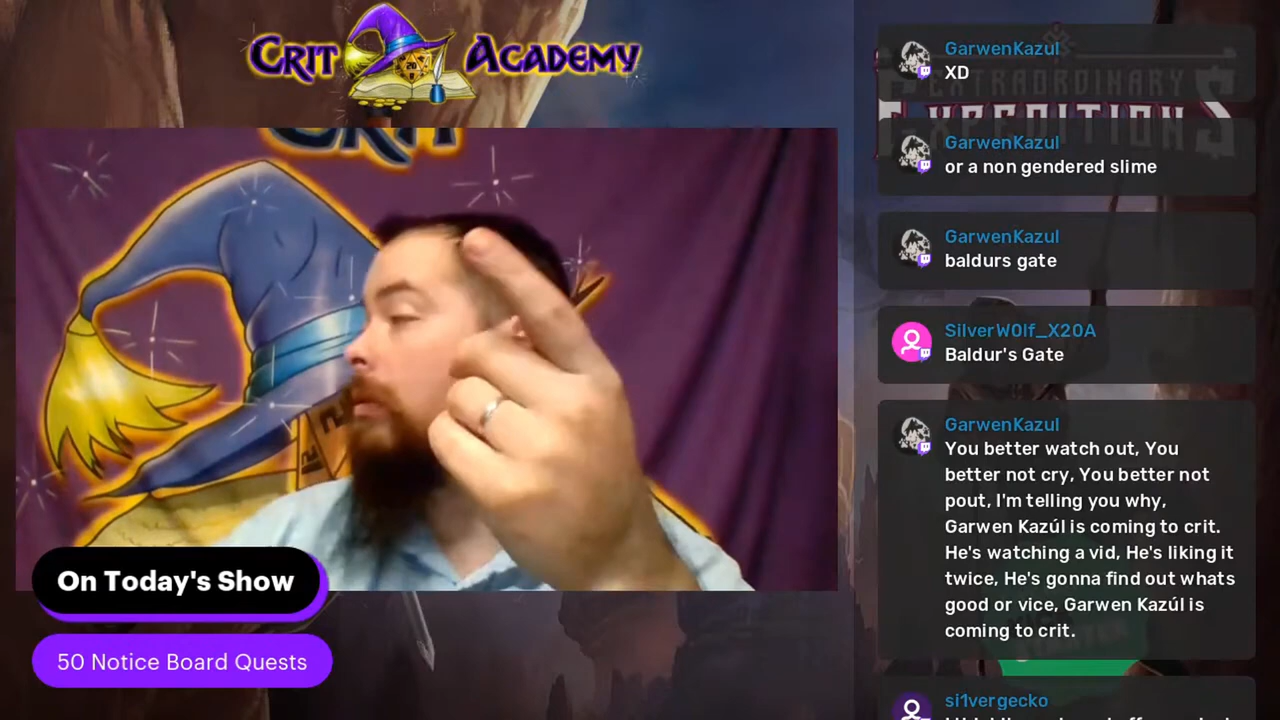 CRIT ACADEMY
CRIT
On Today's Show
50 Notice Board Quests
GarwenKazul
XD
EXTRAORDINARY
EXPEDITIONS
GarwenKazul
or a non gendered slime
GarwenKazul
baldurs gate
SilverW0lf_X20A
Baldur's Gate
GarwenKazul
You better watch out, You
better not cry, You better not
pout, I'm telling you why,
Garwen Kazúl is coming to crit.
He's watching a vid, He's liking it
twice, He's gonna find out whats
good or vice, Garwen Kazúl is
coming to crit.
si1vergecko